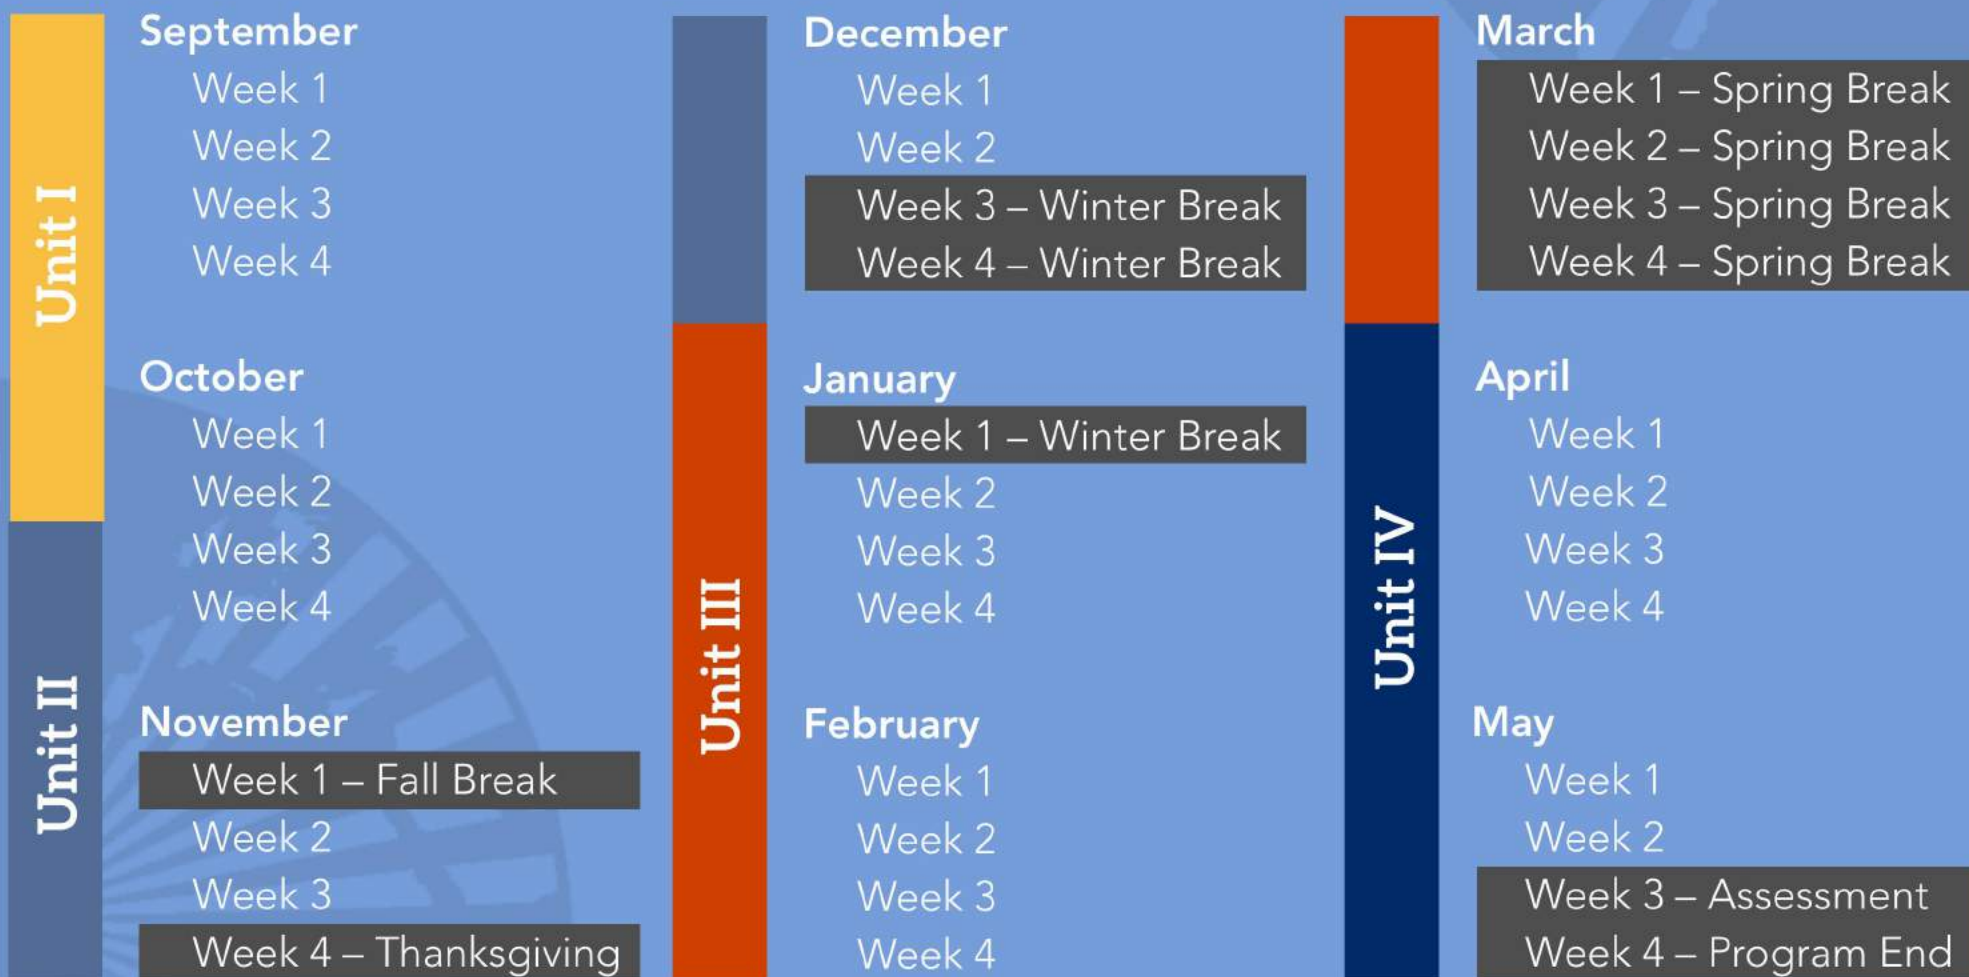 Unit I
September
Week 1
Week 2
Week 3
Week 4
October
Week 1
Week 2
Week 3
Week 4
Unit II
November
Week 1 – Fall Break
Week 2
Week 3
Week 4 – Thanksgiving
December
Week 1
Week 2
Week 3 – Winter Break
Week 4 – Winter Break
Unit III
January
Week 1 – Winter Break
Week 2
Week 3
Week 4
February
Week 1
Week 2
Week 3
Week 4
March
Week 1 – Spring Break
Week 2 – Spring Break
Week 3 – Spring Break
Week 4 – Spring Break
Unit IV
April
Week 1
Week 2
Week 3
Week 4
May
Week 1
Week 2
Week 3 – Assessment
Week 4 – Program End